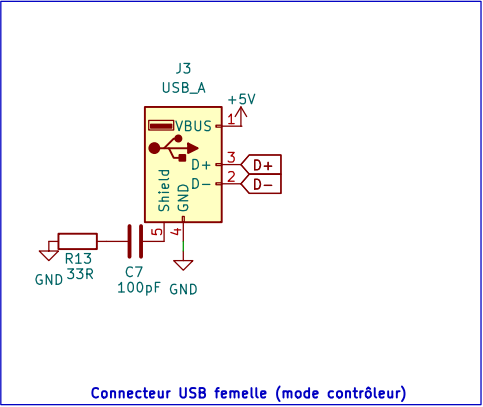 J3
USB_A
+5V
VBUS
1
D+
3
D+
D-
2
D-
Shield
GND
5
4
R13
33R
GND
C7
100pF
GND
Connecteur USB femelle (mode contrôleur)